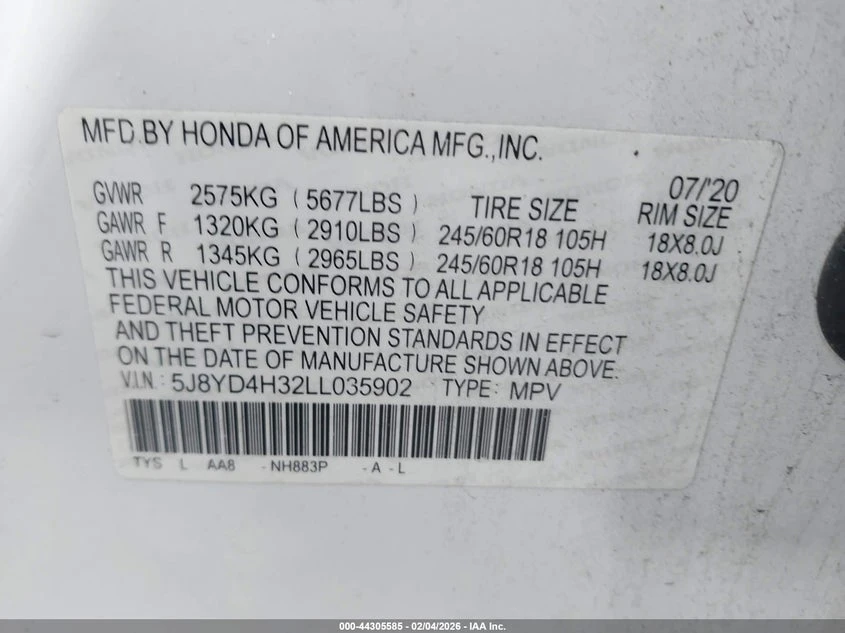 MFD.BY HONDA OF AMERICA MFG.,INC.
07/'20
GVWR 2575KG (5677LBS) TIRE SIZE RIM SIZE
GAWR F 1320KG (2910LBS) 245/60R18 105H 18X8.0J
GAWR R 1345KG (2965LBS) 245/60R18 105H 18X8.0J
THIS VEHICLE CONFORMS TO ALL APPLICABLE
FEDERAL MOTOR VEHICLE SAFETY
AND THEFT PREVENTION STANDARDS IN EFFECT
ON THE DATE OF MANUFACTURE SHOWN ABOVE.
V.I.N.: 5J8YD4H32LL035902 TYPE: MPV
TYS L AA8 -NH883P -A -L
000-44305585 - 02/04/2026 - IAA Inc.